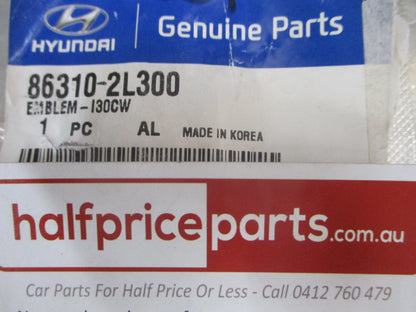 HYUNDAI
Genuine Parts
86310-2L300
EMBLEM-I30CW
1 PC AL MADE IN KOREA
halfpriceparts.com.au
Car Parts For Half Price Or Less - Call 0412 760 479